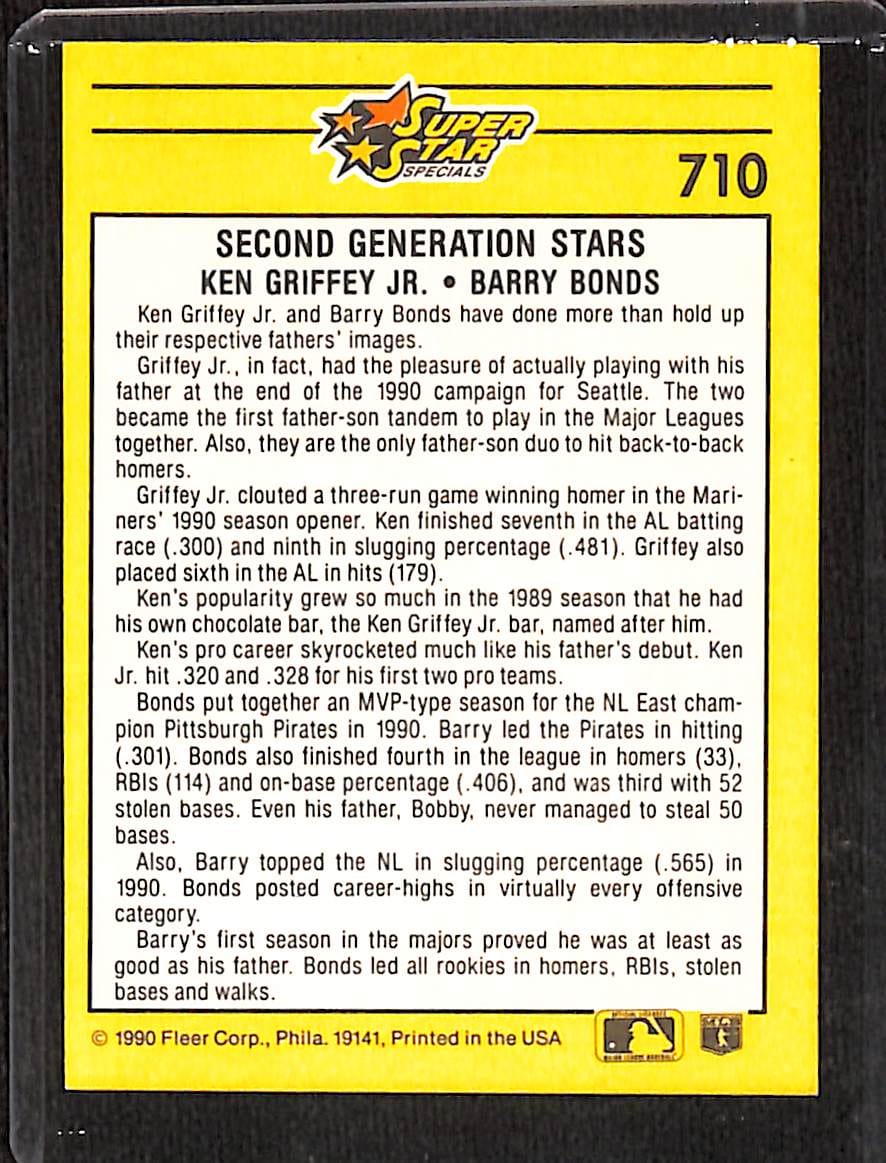 SUPER
STAR
SPECIALS
710
SECOND GENERATION STARS
KEN GRIFFEY JR. • BARRY BONDS
Ken Griffey Jr. and Barry Bonds have done more than hold up
their respective fathers' images.
Griffey Jr., in fact, had the pleasure of actually playing with his
father at the end of the 1990 campaign for Seattle. The two
became the first father-son tandem to play in the Major Leagues
together. Also, they are the only father-son duo to hit back-to-back
homers.
Griffey Jr. clouted a three-run game winning homer in the Mari-
ners' 1990 season opener. Ken finished seventh in the AL batting
race (.300) and ninth in slugging percentage (.481). Griffey also
placed sixth in the AL in hits (179).
Ken's popularity grew so much in the 1989 season that he had
his own chocolate bar, the Ken Griffey Jr. bar, named after him.
Ken's pro career skyrocketed much like his father's debut. Ken
Jr. hit .320 and .328 for his first two pro teams.
Bonds put together an MVP-type season for the NL East cham-
pion Pittsburgh Pirates in 1990. Barry led the Pirates in hitting
(.301). Bonds also finished fourth in the league in homers (33),
RBIs (114) and on-base percentage (.406), and was third with 52
stolen bases. Even his father, Bobby, never managed to steal 50
bases.
Also, Barry topped the NL in slugging percentage (.565) in
1990. Bonds posted career-highs in virtually every offensive
category.
Barry's first season in the majors proved he was at least as
good as his father. Bonds led all rookies in homers, RBIs, stolen
bases and walks.
© 1990 Fleer Corp., Phila. 19141, Printed in the USA